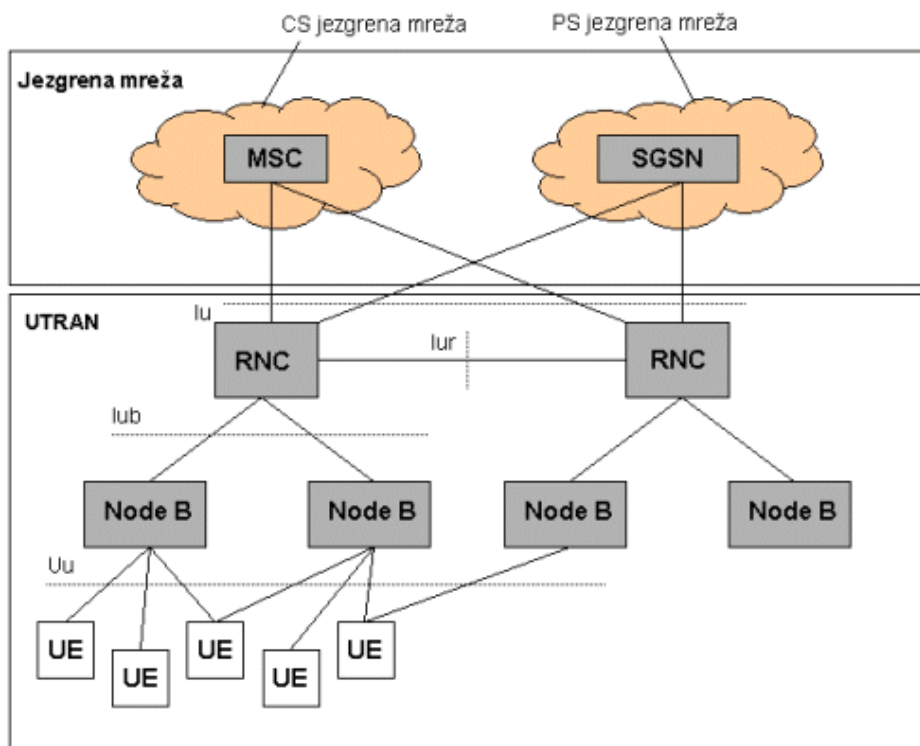 CS jezgrena mreža
PS jezgrena mreža
Jezgrena mreža
MSC
SGSN
UTRAN
Iu
RNC
Iur
RNC
Iub
Node B
Node B
Node B
Node B
Uu
UE
UE
UE
UE
UE